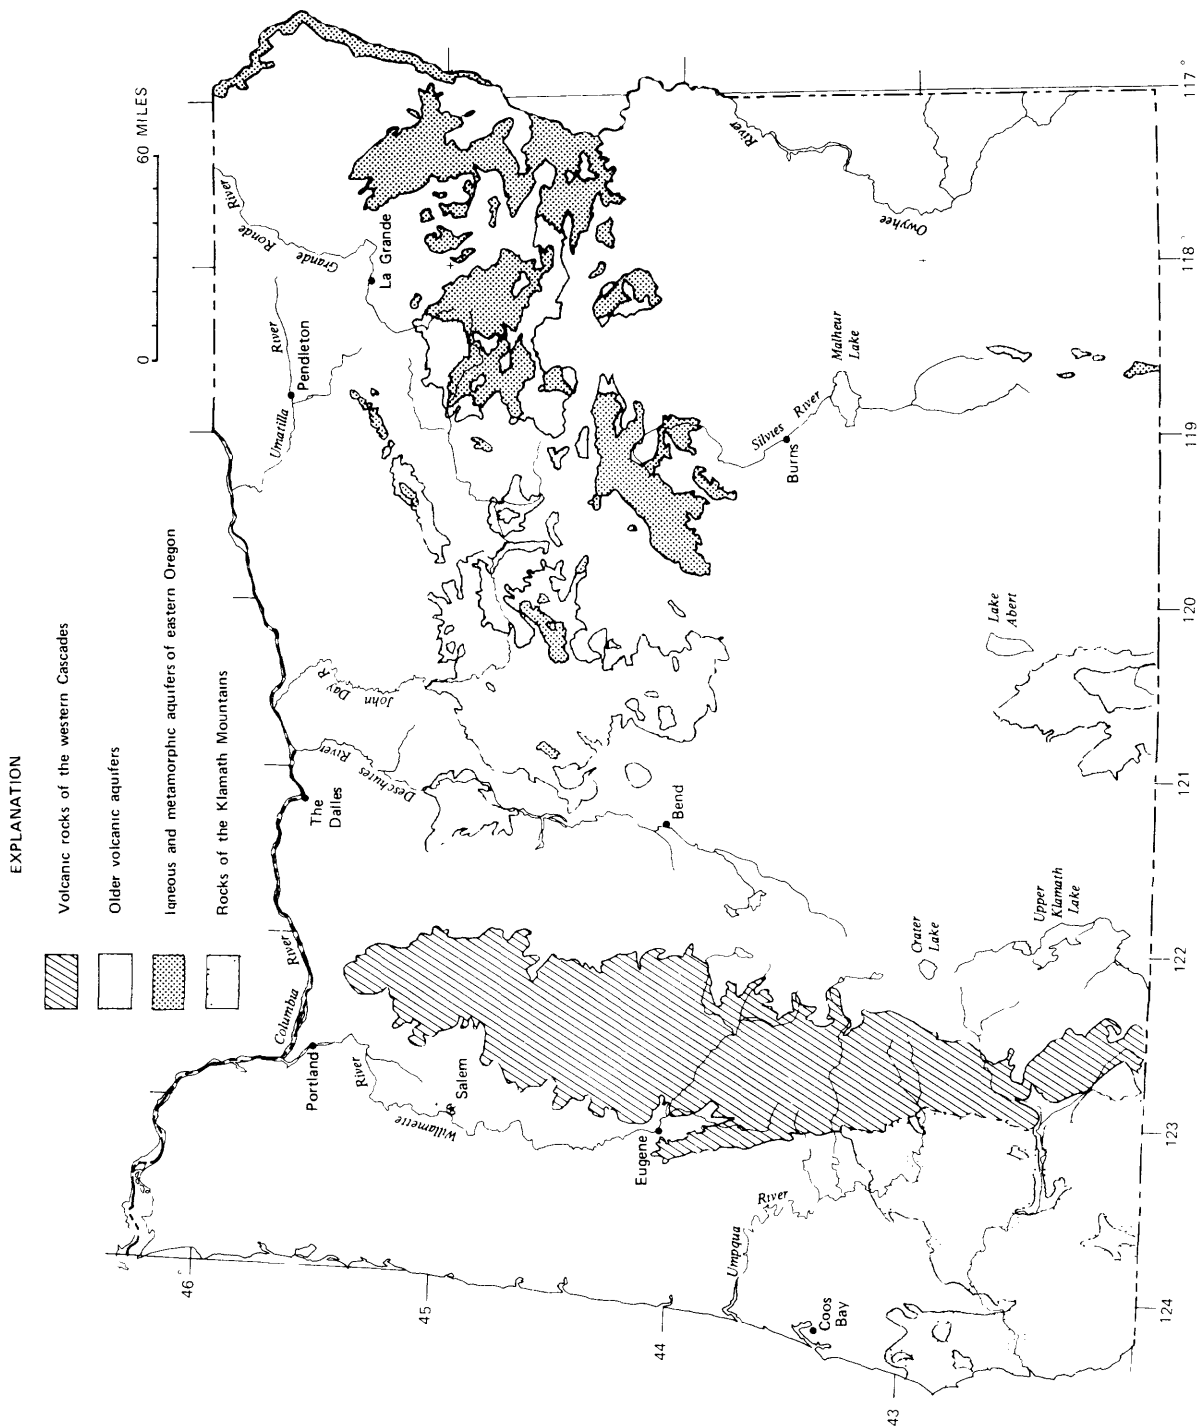 EXPLANATION
Volcanic rocks of the western Cascades
Older volcanic aquifers
Igneous and metamorphic aquifers of eastern Oregon
Rocks of the Klamath Mountains
0
60 MILES
46
45
44
43
124
123
122
121
120
119
118°
117°
Columbia
River
Portland
River
Willamette
Salem
Eugene
Umpqua
River
Coos
Bay
The
Dalles
Deschutes
River
John
Day R
Bend
Crater
Lake
Upper
Klamath
Lake
Lake
Abert
Umatilla
River
Pendleton
Grande
Ronde
River
La Grande
Silvies
River
Burns
Malheur
Lake
Owyhee
River